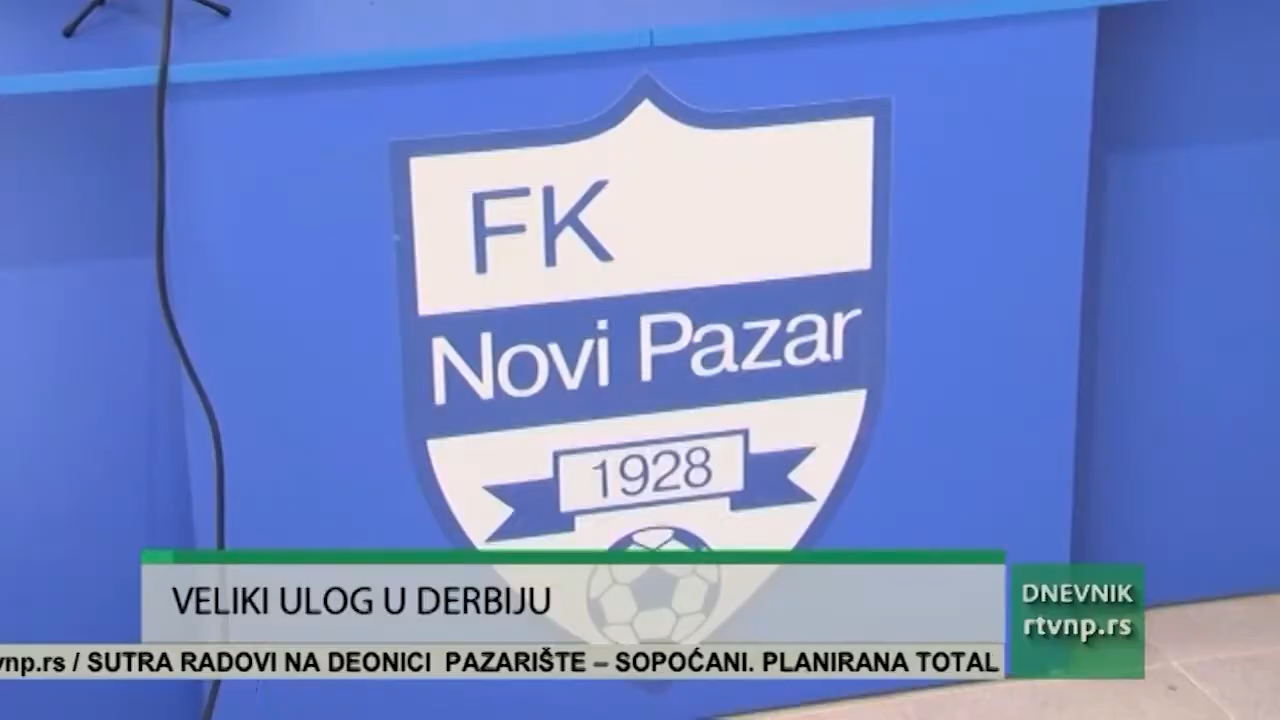 FK
Novi Pazar
1928
VELIKI ULOG U DERBIJU
DNEVNIK
rtvnp.rs
vnp.rs / SUTRA RADOVI NA DEONICI PAZARIŠTE – SOPOĆANI. PLANIRANA TOTAL